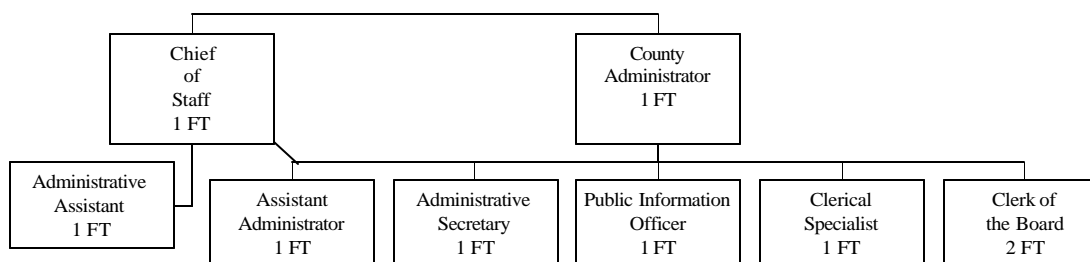 Chief
of
Staff
1 FT
County
Administrator
1 FT
Administrative
Assistant
1 FT
Assistant
Administrator
1 FT
Administrative
Secretary
1 FT
Public Information
Officer
1 FT
Clerical
Specialist
1 FT
Clerk of
the Board
2 FT